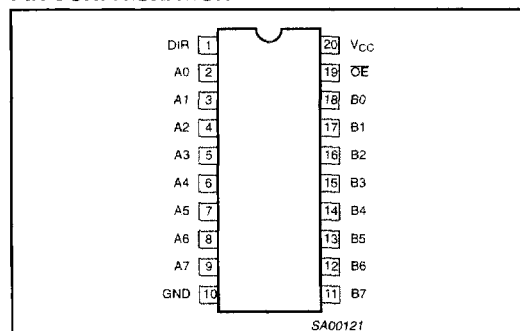 DIR 1 20 VCC
A0 2 19 O̅E̅
A1 3 18 B0
A2 4 17 B1
A3 5 16 B2
A4 6 15 B3
A5 7 14 B4
A6 8 13 B5
A7 9 12 B6
GND 10 11 B7
SA00121